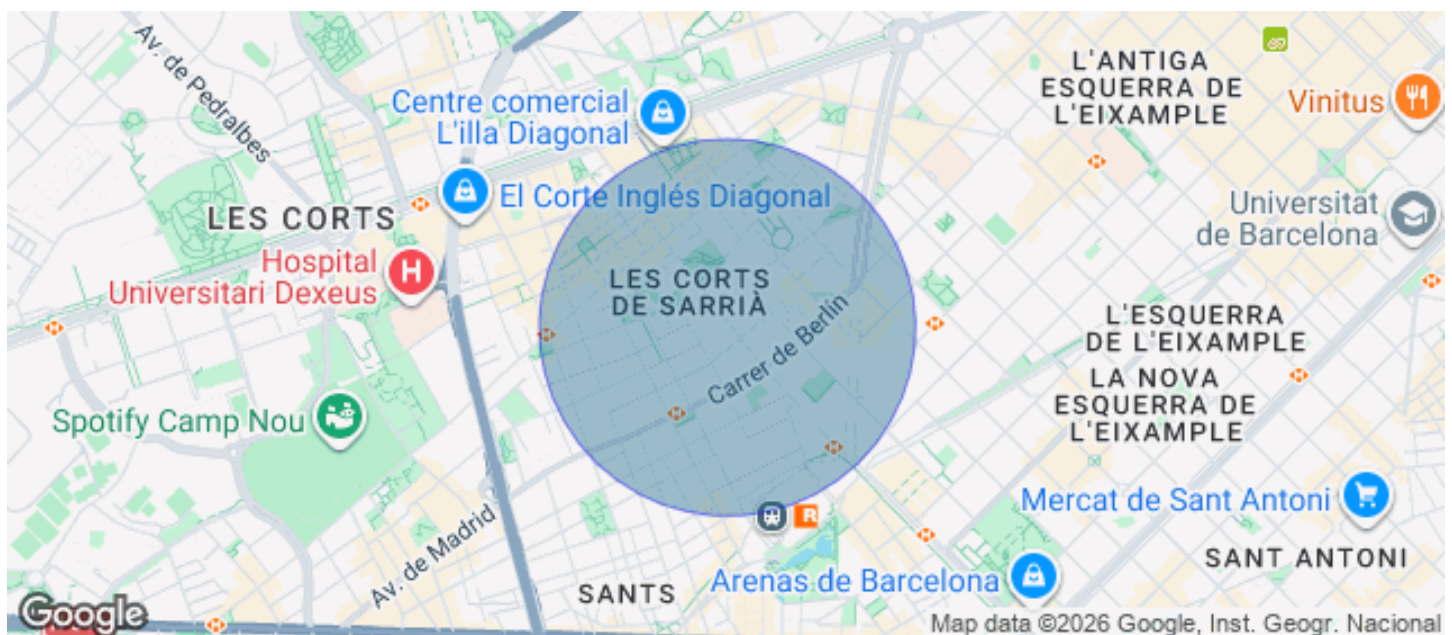 Av. de Pedralbes
Centre comercial
L'illa Diagonal
L'ANTIGA
ESQUERRA DE
L'EIXAMPLE
Vinitus
El Corte Inglés Diagonal
LES CORTS
Universitat
de Barcelona
Hospital
Universitari Dexeus
H
LES CORTS
DE SARRIÀ
Carrer de Berlín
L'ESQUERRA
DE L'EIXAMPLE
LA NOVA
ESQUERRA DE
L'EIXAMPLE
Spotify Camp Nou
Mercat de Sant Antoni
R
Av. de Madrid
SANT ANTONI
Arenas de Barcelona
SANTS
Google
Map data ©2026 Google, Inst. Geogr. Nacional